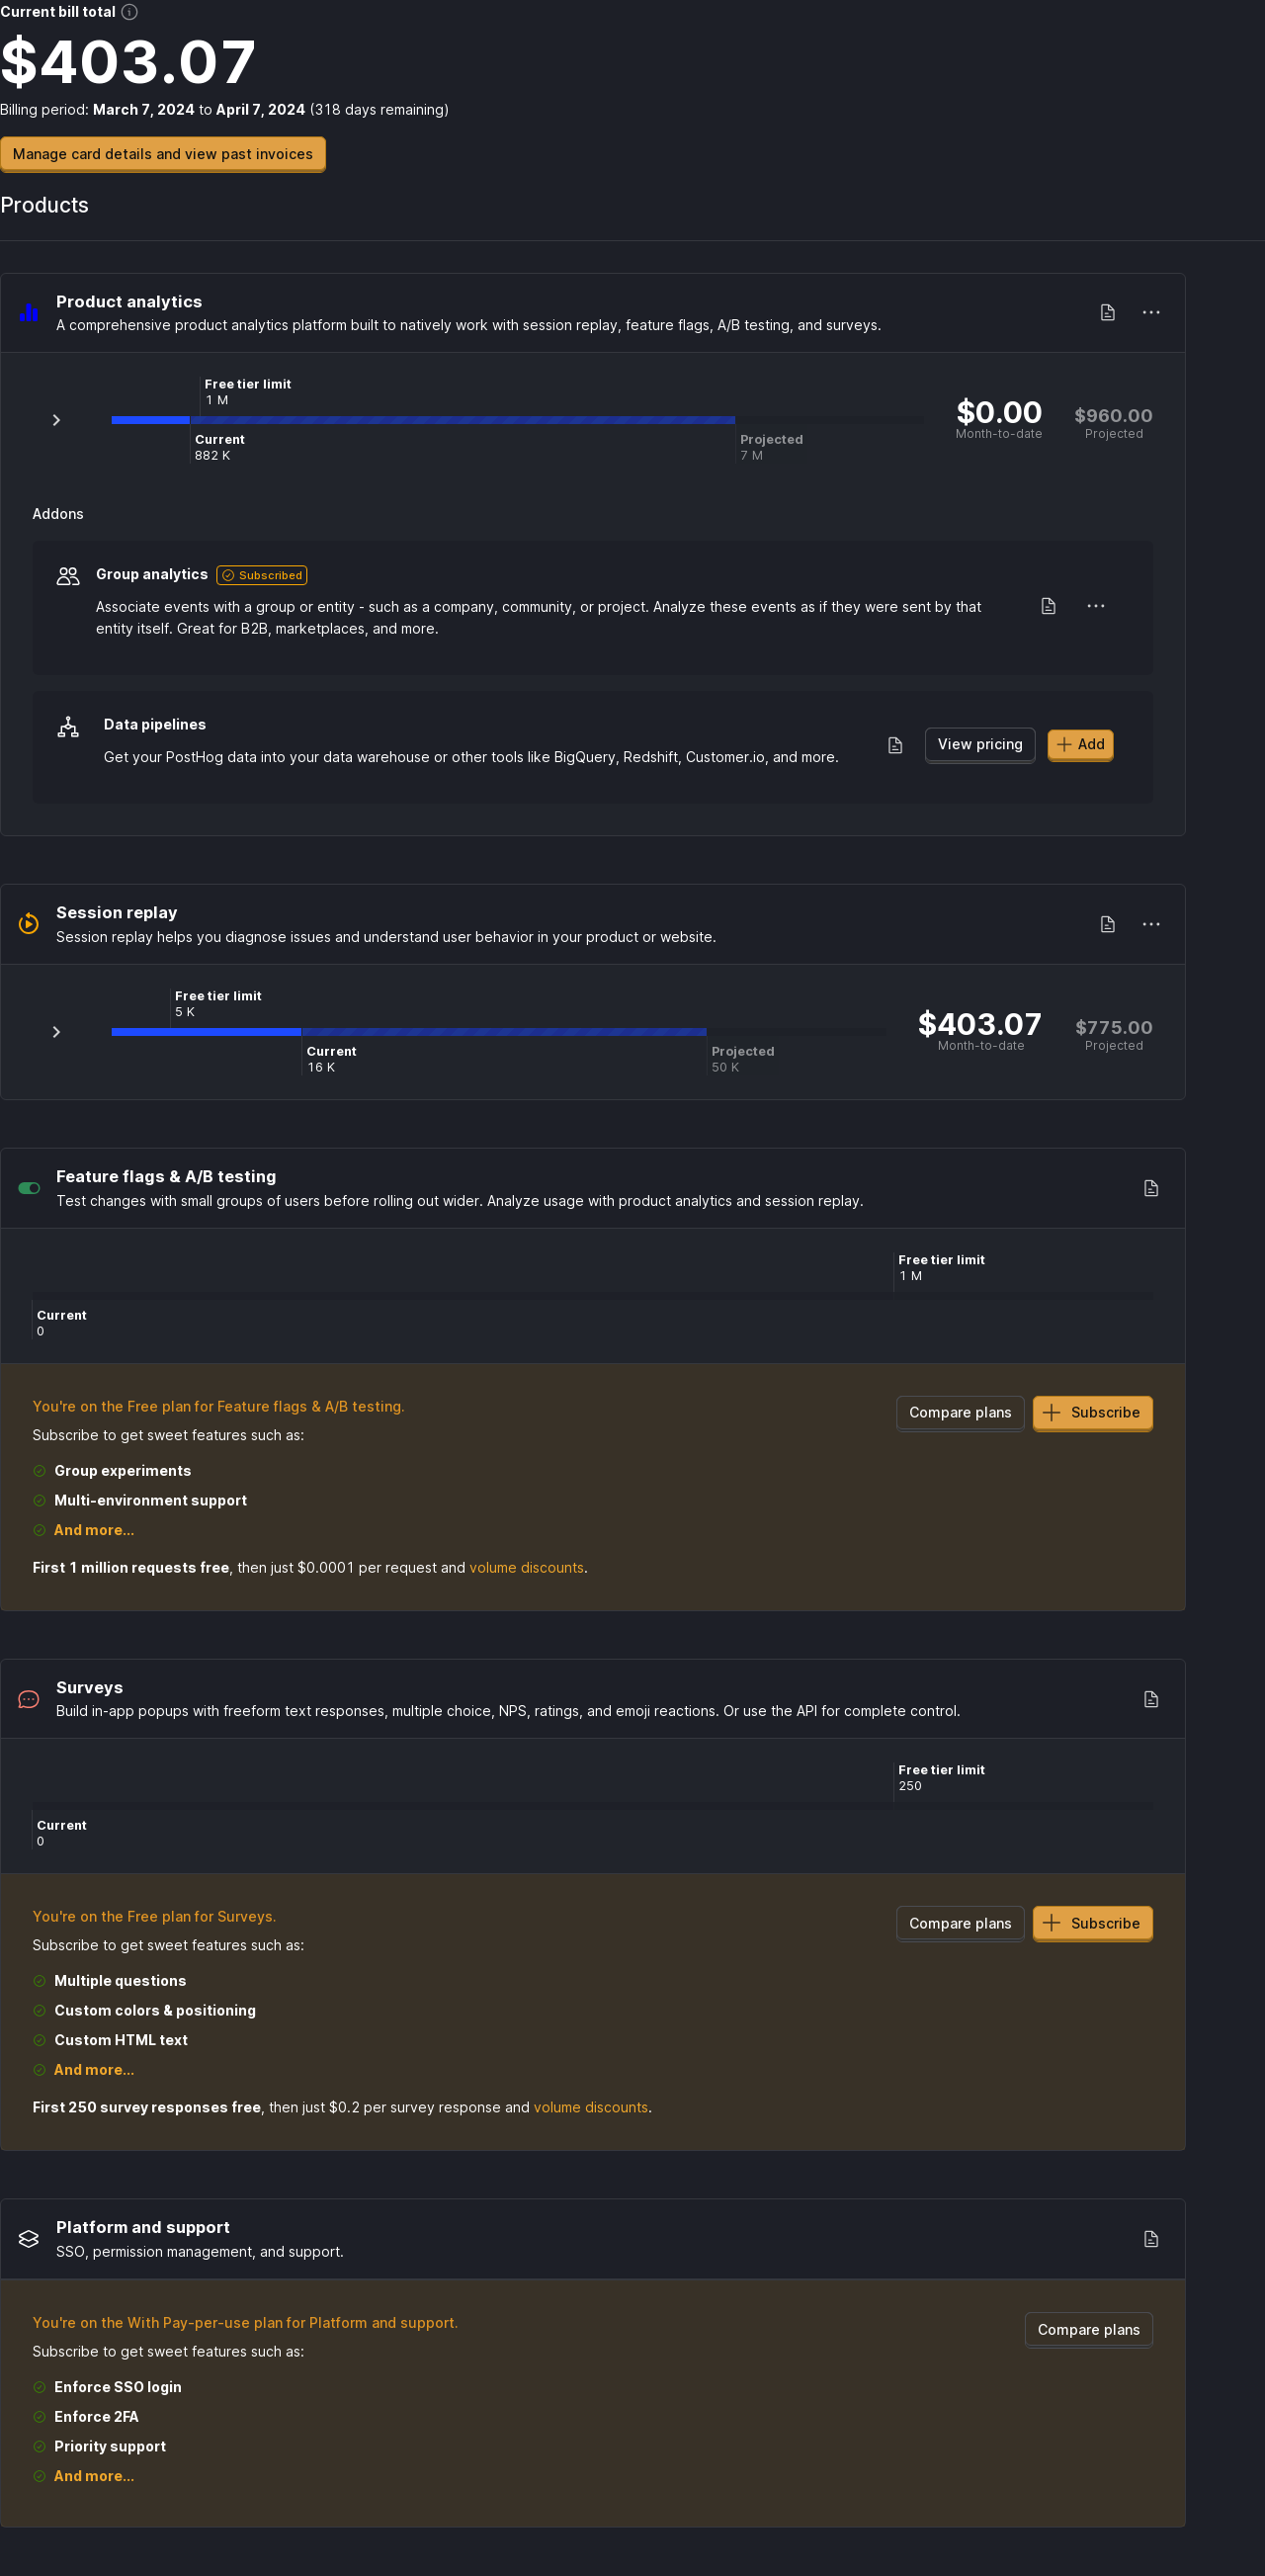 Current bill total
$403.07
Billing period: March 7, 2024 to April 7, 2024 (318 days remaining)
Manage card details and view past invoices
Products
Product analytics
A comprehensive product analytics platform built to natively work with session replay, feature flags, A/B testing, and surveys.
Free tier limit
1 M
Current
882 K
Projected
7 M
$0.00
Month-to-date
$960.00
Projected
Addons
Group analytics Subscribed
Associate events with a group or entity - such as a company, community, or project. Analyze these events as if they were sent by that
entity itself. Great for B2B, marketplaces, and more.
Data pipelines
Get your PostHog data into your data warehouse or other tools like BigQuery, Redshift, Customer.io, and more.
View pricing
Add
Session replay
Session replay helps you diagnose issues and understand user behavior in your product or website.
Free tier limit
5 K
Current
16 K
Projected
50 K
$403.07
Month-to-date
$775.00
Projected
Feature flags & A/B testing
Test changes with small groups of users before rolling out wider. Analyze usage with product analytics and session replay.
Free tier limit
1 M
Current
0
You're on the Free plan for Feature flags & A/B testing.
Compare plans
Subscribe
Subscribe to get sweet features such as:
Group experiments
Multi-environment support
And more...
First 1 million requests free, then just $0.0001 per request and volume discounts.
Surveys
Build in-app popups with freeform text responses, multiple choice, NPS, ratings, and emoji reactions. Or use the API for complete control.
Free tier limit
250
Current
0
You're on the Free plan for Surveys.
Compare plans
Subscribe
Subscribe to get sweet features such as:
Multiple questions
Custom colors & positioning
Custom HTML text
And more...
First 250 survey responses free, then just $0.2 per survey response and volume discounts.
Platform and support
SSO, permission management, and support.
You're on the With Pay-per-use plan for Platform and support.
Compare plans
Subscribe to get sweet features such as:
Enforce SSO login
Enforce 2FA
Priority support
And more...